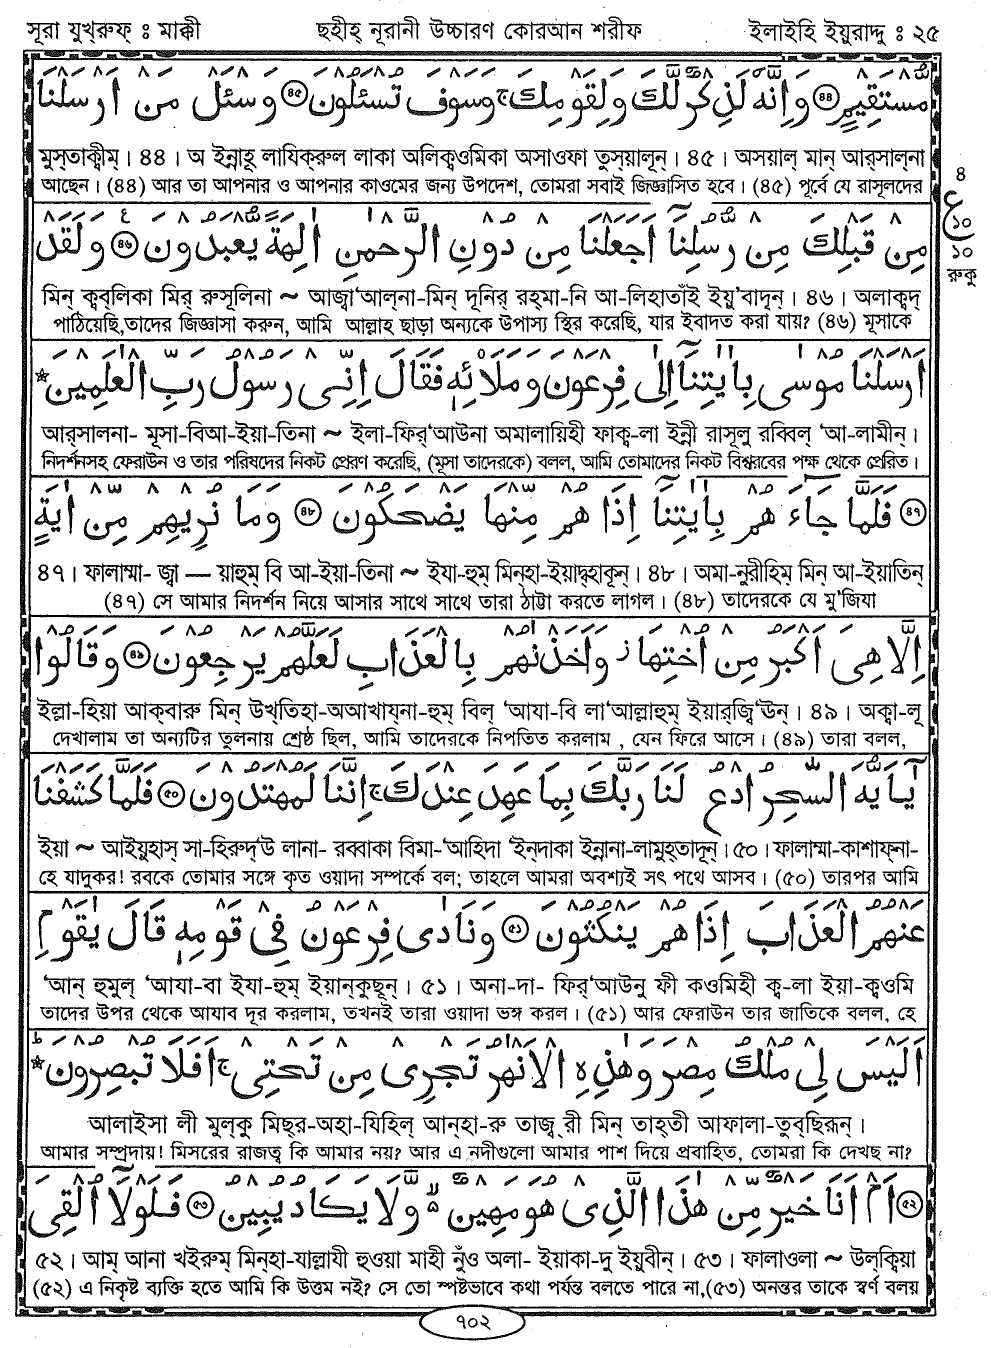 সূরা যুখ্‌রুফ্ : মাক্কী ছহীহ্ নূরানী উচ্চারণ কোরআন শরীফ ইলাইহি ইয়ুরাদ্দু : ২৫
مُّسْتَقِيْمٍ ﴿٤٣﴾ وَاِنَّهٗ لَذِكْرٌ لَّكَ وَلِقَوْمِكَ ج وَسَوْفَ تُسْئَلُوْنَ ﴿٤٤﴾ وَسْئَلْ مَنْ اَرْسَلْنَا
মুস্‌তাক্বীম্। ৪৪। অ ইন্নাহূ লাযিক্‌রুল লাকা অলিক্বওমিকা অসাওফা তুস্‌য়ালূন্। ৪৫। অসয়াল্ মান্ আর্‌সাল্‌না
আছেন। (৪৪) আর তা আপনার ও আপনার কাওমের জন্য উপদেশ, তোমরা সবাই জিজ্ঞাসিত হবে। (৪৫) পূর্বে যে রাসূলদের
৪
ع
১০
১০
রুকু
مِنْ قَبْلِكَ مِنْ رُّسُلِنَآ اَجَعَلْنَا مِنْ دُوْنِ الرَّحْمٰنِ اٰلِهَةً يُّعْبَدُوْنَ ﴿٤٥﴾ وَلَقَدْ
মিন্ ক্বব্‌লিকা মির্ রুসূলিনা ~ আজ্বা‘আল্‌না-মিন্ দূনির্ রহ্‌মা-নি আ-লিহাতাঁই ইয়ু’বাদূন্। ৪৬। অলাক্বদ্
পাঠিয়েছি,তাদের জিজ্ঞাসা করুন, আমি আল্লাহ ছাড়া অন্যকে উপাস্য স্থির করেছি, যার ইবাদত করা যায়? (৪৬) মূসাকে
اَرْسَلْنَا مُوْسٰى بِاٰيٰتِنَآ اِلٰى فِرْعَوْنَ وَمَلَائِهٖ فَقَالَ اِنِّىْ رَسُوْلُ رَبِّ الْعٰلَمِيْنَ
আর্‌সালনা- মূসা-বিআ-ইয়া-তিনা ~ ইলা-ফির্‌‘আউনা অমালায়িহী ফাক্ব-লা ইন্নী রাসূলু রব্বিল্ ‘আ-লামীন্।
নিদর্শনসহ ফেরাউন ও তার পরিষদের নিকট প্রেরণ করেছি, (মূসা তাদেরকে) বলল, আমি তোমাদের নিকট বিশ্বরবের পক্ষ থেকে প্রেরিত।
﴿٤٦﴾ فَلَمَّا جَآءَ هُمْ بِاٰيٰتِنَآ اِذَا هُمْ مِّنْهَا يَضْحَكُوْنَ ﴿٤٧﴾ وَمَا نُرِيْهِمْ مِّنْ اٰيَةٍ
৪৭। ফালাম্মা- জ্বা — য়াহুম্ বি আ-ইয়া-তিনা ~ ইযা-হুম্ মিন্‌হা-ইয়াদ্বহাকূন্। ৪৮। অমা-নুরীহিম্ মিন্ আ-ইয়াতিন্
(৪৭) সে আমার নিদর্শন নিয়ে আসার সাথে সাথে তারা ঠাট্টা করতে লাগল। (৪৮) তাদেরকে যে মু’জিযা
اِلَّا هِىَ اَكْبَرُ مِنْ اُخْتِهَا ز وَاَخَذْنٰهُمْ بِالْعَذَابِ لَعَلَّهُمْ يَرْجِعُوْنَ ﴿٤٨﴾ وَقَالُوْا
ইল্লা-হিয়া আক্‌বারু মিন্ উখ্‌তিহা-অআখায্‌না-হুম্ বিল্ ‘আযা-বি লা‘আল্লাহুম্ ইয়ার্‌জ্বি‘ঊন্। ৪৯। অক্বা-লূ
দেখালাম তা অন্যটির তুলনায় শ্রেষ্ঠ ছিল, আমি তাদেরকে নিপতিত করলাম , যেন ফিরে আসে। (৪৯) তারা বলল,
يٰٓاَيُّهَ السّٰحِرُ ادْعُ لَنَا رَبَّكَ بِمَا عَهِدَ عِنْدَكَ ج اِنَّنَا لَمُهْتَدُوْنَ ﴿٤٩﴾ فَلَمَّا كَشَفْنَا
ইয়া ~ আইয়ুহাস্ সা-হিরুদ্‌‘উ লানা- রব্বাকা বিমা-‘আহিদা ‘ইন্‌দাকা ইন্নানা-লামুহ্‌তাদূন্।৫০। ফালাম্মা-কাশাফ্‌না-
হে যাদুকর! রবকে তোমার সঙ্গে কৃত ওয়াদা সম্পর্কে বল; তাহলে আমরা অবশ্যই সৎ পথে আসব। (৫০) তারপর আমি
عَنْهُمُ الْعَذَابَ اِذَا هُمْ يَنْكُثُوْنَ ﴿٥٠﴾ وَنَادٰى فِرْعَوْنُ فِىْ قَوْمِهٖ قَالَ يٰقَوْمِ
‘আন্ হুমুল্ ‘আযা-বা ইযা-হুম্ ইয়ান্‌কুছূন্। ৫১। অনা-দা- ফির্‌‘আউনু ফী কওমিহী ক্ব-লা ইয়া-ক্বওমি
তাদের উপর থেকে আযাব দূর করলাম, তখনই তারা ওয়াদা ভঙ্গ করল। (৫১) আর ফেরাউন তার জাতিকে বলল, হে
اَلَيْسَ لِىْ مُلْكُ مِصْرَ وَهٰذِهِ الْاَنْهٰرُ تَجْرِىْ مِنْ تَحْتِىْ ج اَفَلَا تُبْصِرُوْنَ ط
আলাইসা লী মুল্‌কু মিছ্‌র-অহা-যিহিল্ আন্‌হা-রু তাজ্ব্‌রী মিন্ তাহ্‌তী আফালা-তুব্‌ছিরূন্।
আমার সম্প্রদায়! মিসরের রাজত্ব কি আমার নয়? আর এ নদীগুলো আমার পাশ দিয়ে প্রবাহিত, তোমরা কি দেখছ না?
﴿٥١﴾ اَمْ اَنَا خَيْرٌ مِّنْ هٰذَا الَّذِىْ هُوَ مَهِيْنٌ وَّلَا يَكَادُ يُبِيْنُ ﴿٥٢﴾ فَلَوْلَآ اُلْقِىَ
৫২। আম্ আনা খইরুম্ মিন্‌হা-যাল্লাযী হুওয়া মাহী নুঁও অলা- ইয়াকা-দু ইয়ুবীন্। ৫৩। ফালাওলা ~ উল্‌ক্বিয়া
(৫২) এ নিকৃষ্ট ব্যক্তি হতে আমি কি উত্তম নই? সে তো স্পষ্টভাবে কথা পর্যন্ত বলতে পারে না,(৫৩) অনন্তর তাকে স্বর্ণ বলয়
৭০২